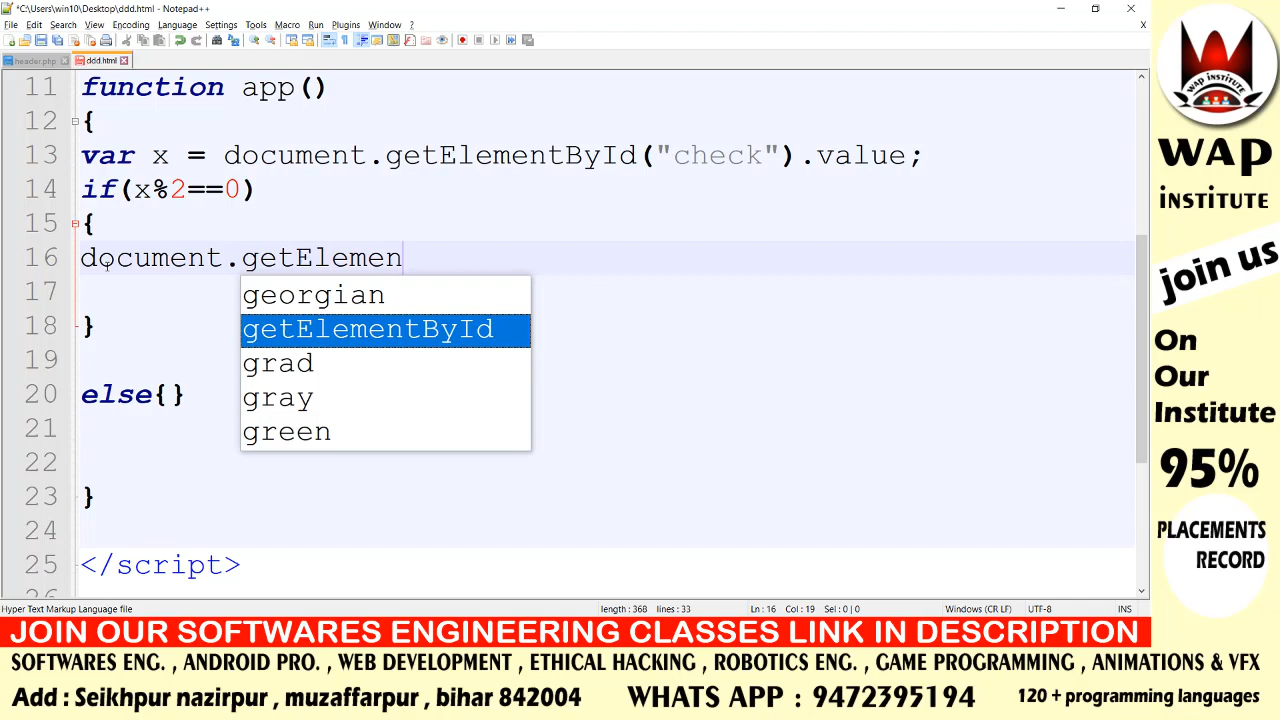 *C:\Users\win10\Desktop\ddd.html - Notepad++
File Edit Search View Encoding Language Settings Tools Macro Run Plugins Window ? X
header.php ddd.html
11 function app()
12 {
13 var x = document.getElementById("check").value;
14 if(x%2==0)
15 {
16 document.getElemen
georgian
17
getElementById
18 }
grad
19
gray
20 else{}
green
21
22
23 }
24
25 </script>
26
Hyper Text Markup Language file length : 368 lines : 33 Ln : 16 Col : 19 Sel : 0 | 0 Windows (CR LF) UTF-8 INS
WAP INSTITUTE
WAP
INSTITUTE
join us
On
Our
Institute
95%
PLACEMENTS
RECORD
JOIN OUR SOFTWARES ENGINEERING CLASSES LINK IN DESCRIPTION
SOFTWARES ENG. , ANDROID PRO. , WEB DEVELOPMENT , ETHICAL HACKING , ROBOTICS ENG. , GAME PROGRAMMING , ANIMATIONS & VFX
Add : Seikhpur nazirpur , muzaffarpur , bihar 842004 WHATS APP : 9472395194 120 + programming languages